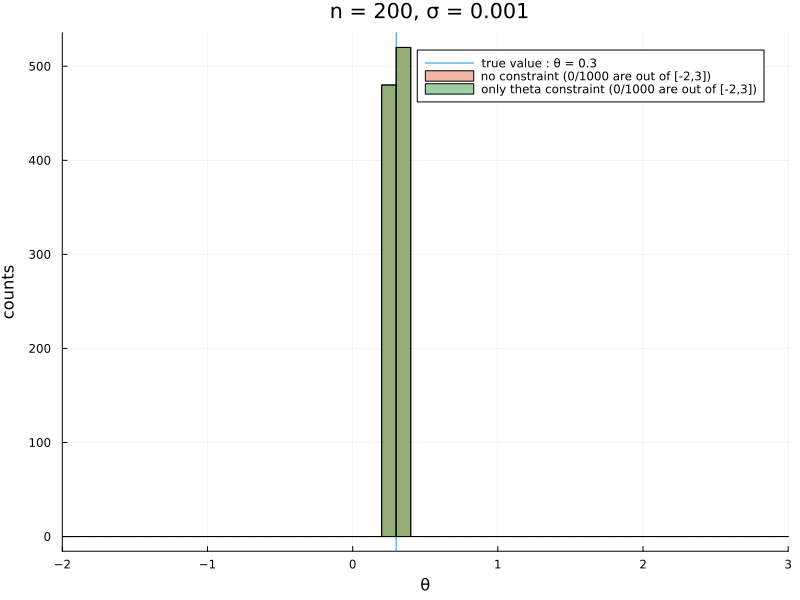 n = 200, σ = 0.001
true value : θ = 0.3
no constraint (0/1000 are out of [-2,3])
only theta constraint (0/1000 are out of [-2,3])
500
400
300
200
100
0
counts
−2
−1
0
1
2
3
θ